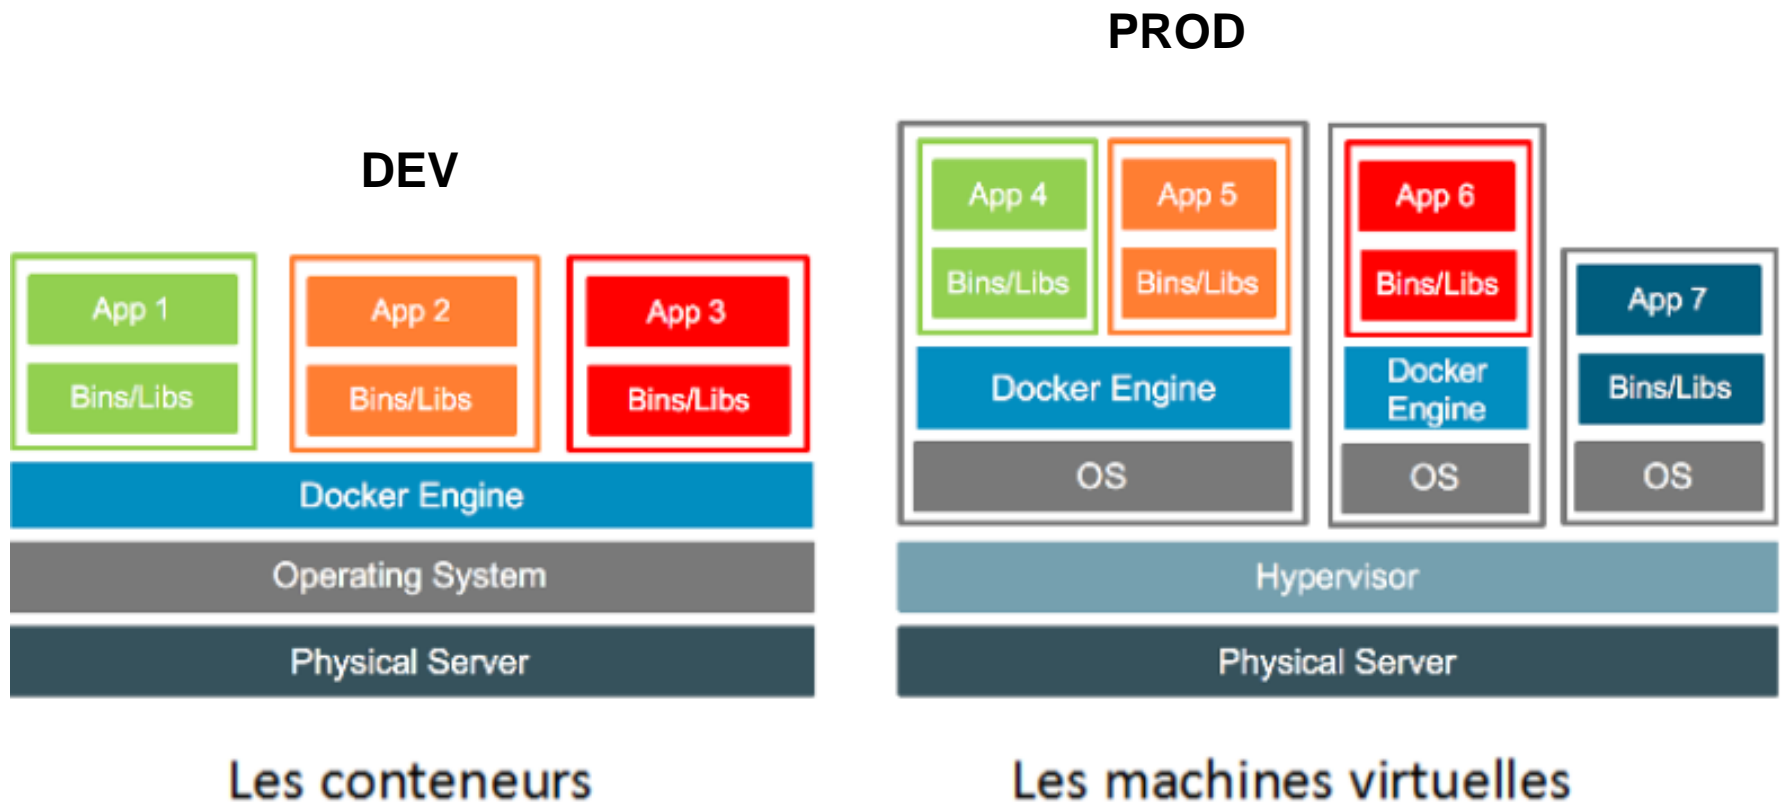 DEV
App 1
Bins/Libs
App 2
Bins/Libs
App 3
Bins/Libs
Docker Engine
Operating System
Physical Server
Les conteneurs
PROD
App 4
Bins/Libs
App 5
Bins/Libs
Docker Engine
OS
App 6
Bins/Libs
Docker
Engine
OS
App 7
Bins/Libs
OS
Hypervisor
Physical Server
Les machines virtuelles